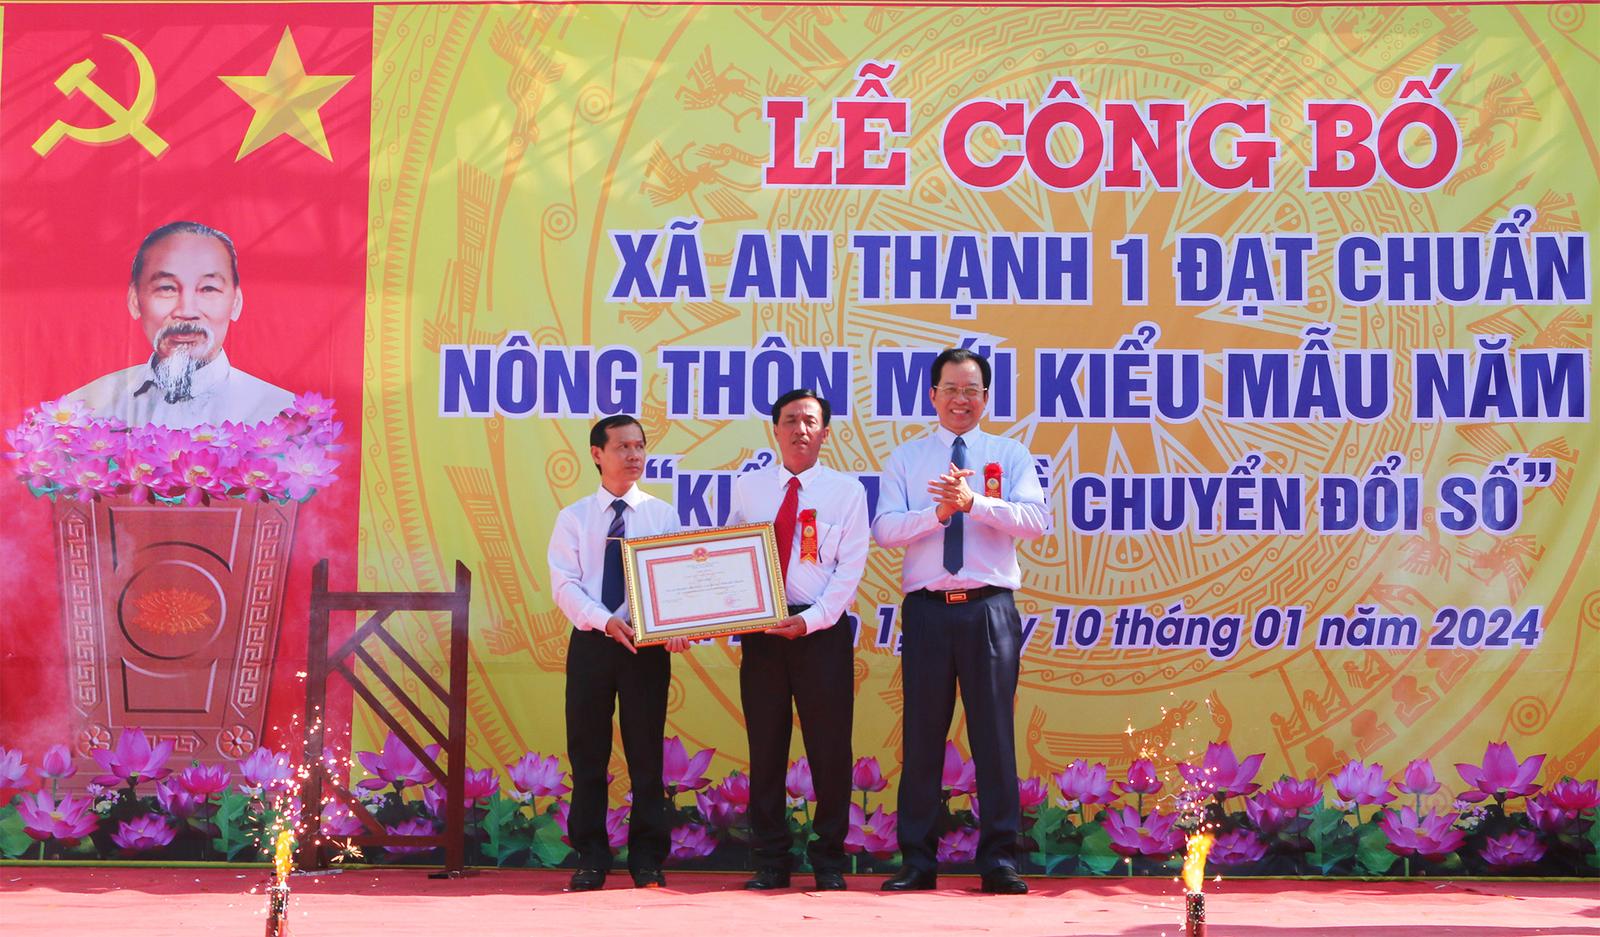 LỄ CÔNG BỐ
XÃ AN THẠNH 1 ĐẠT CHUẨN
NÔNG THÔN MỚI KIỂU MẪU NĂM
CHUYỂN ĐỔI SỐ”
10 tháng 01 năm 2024